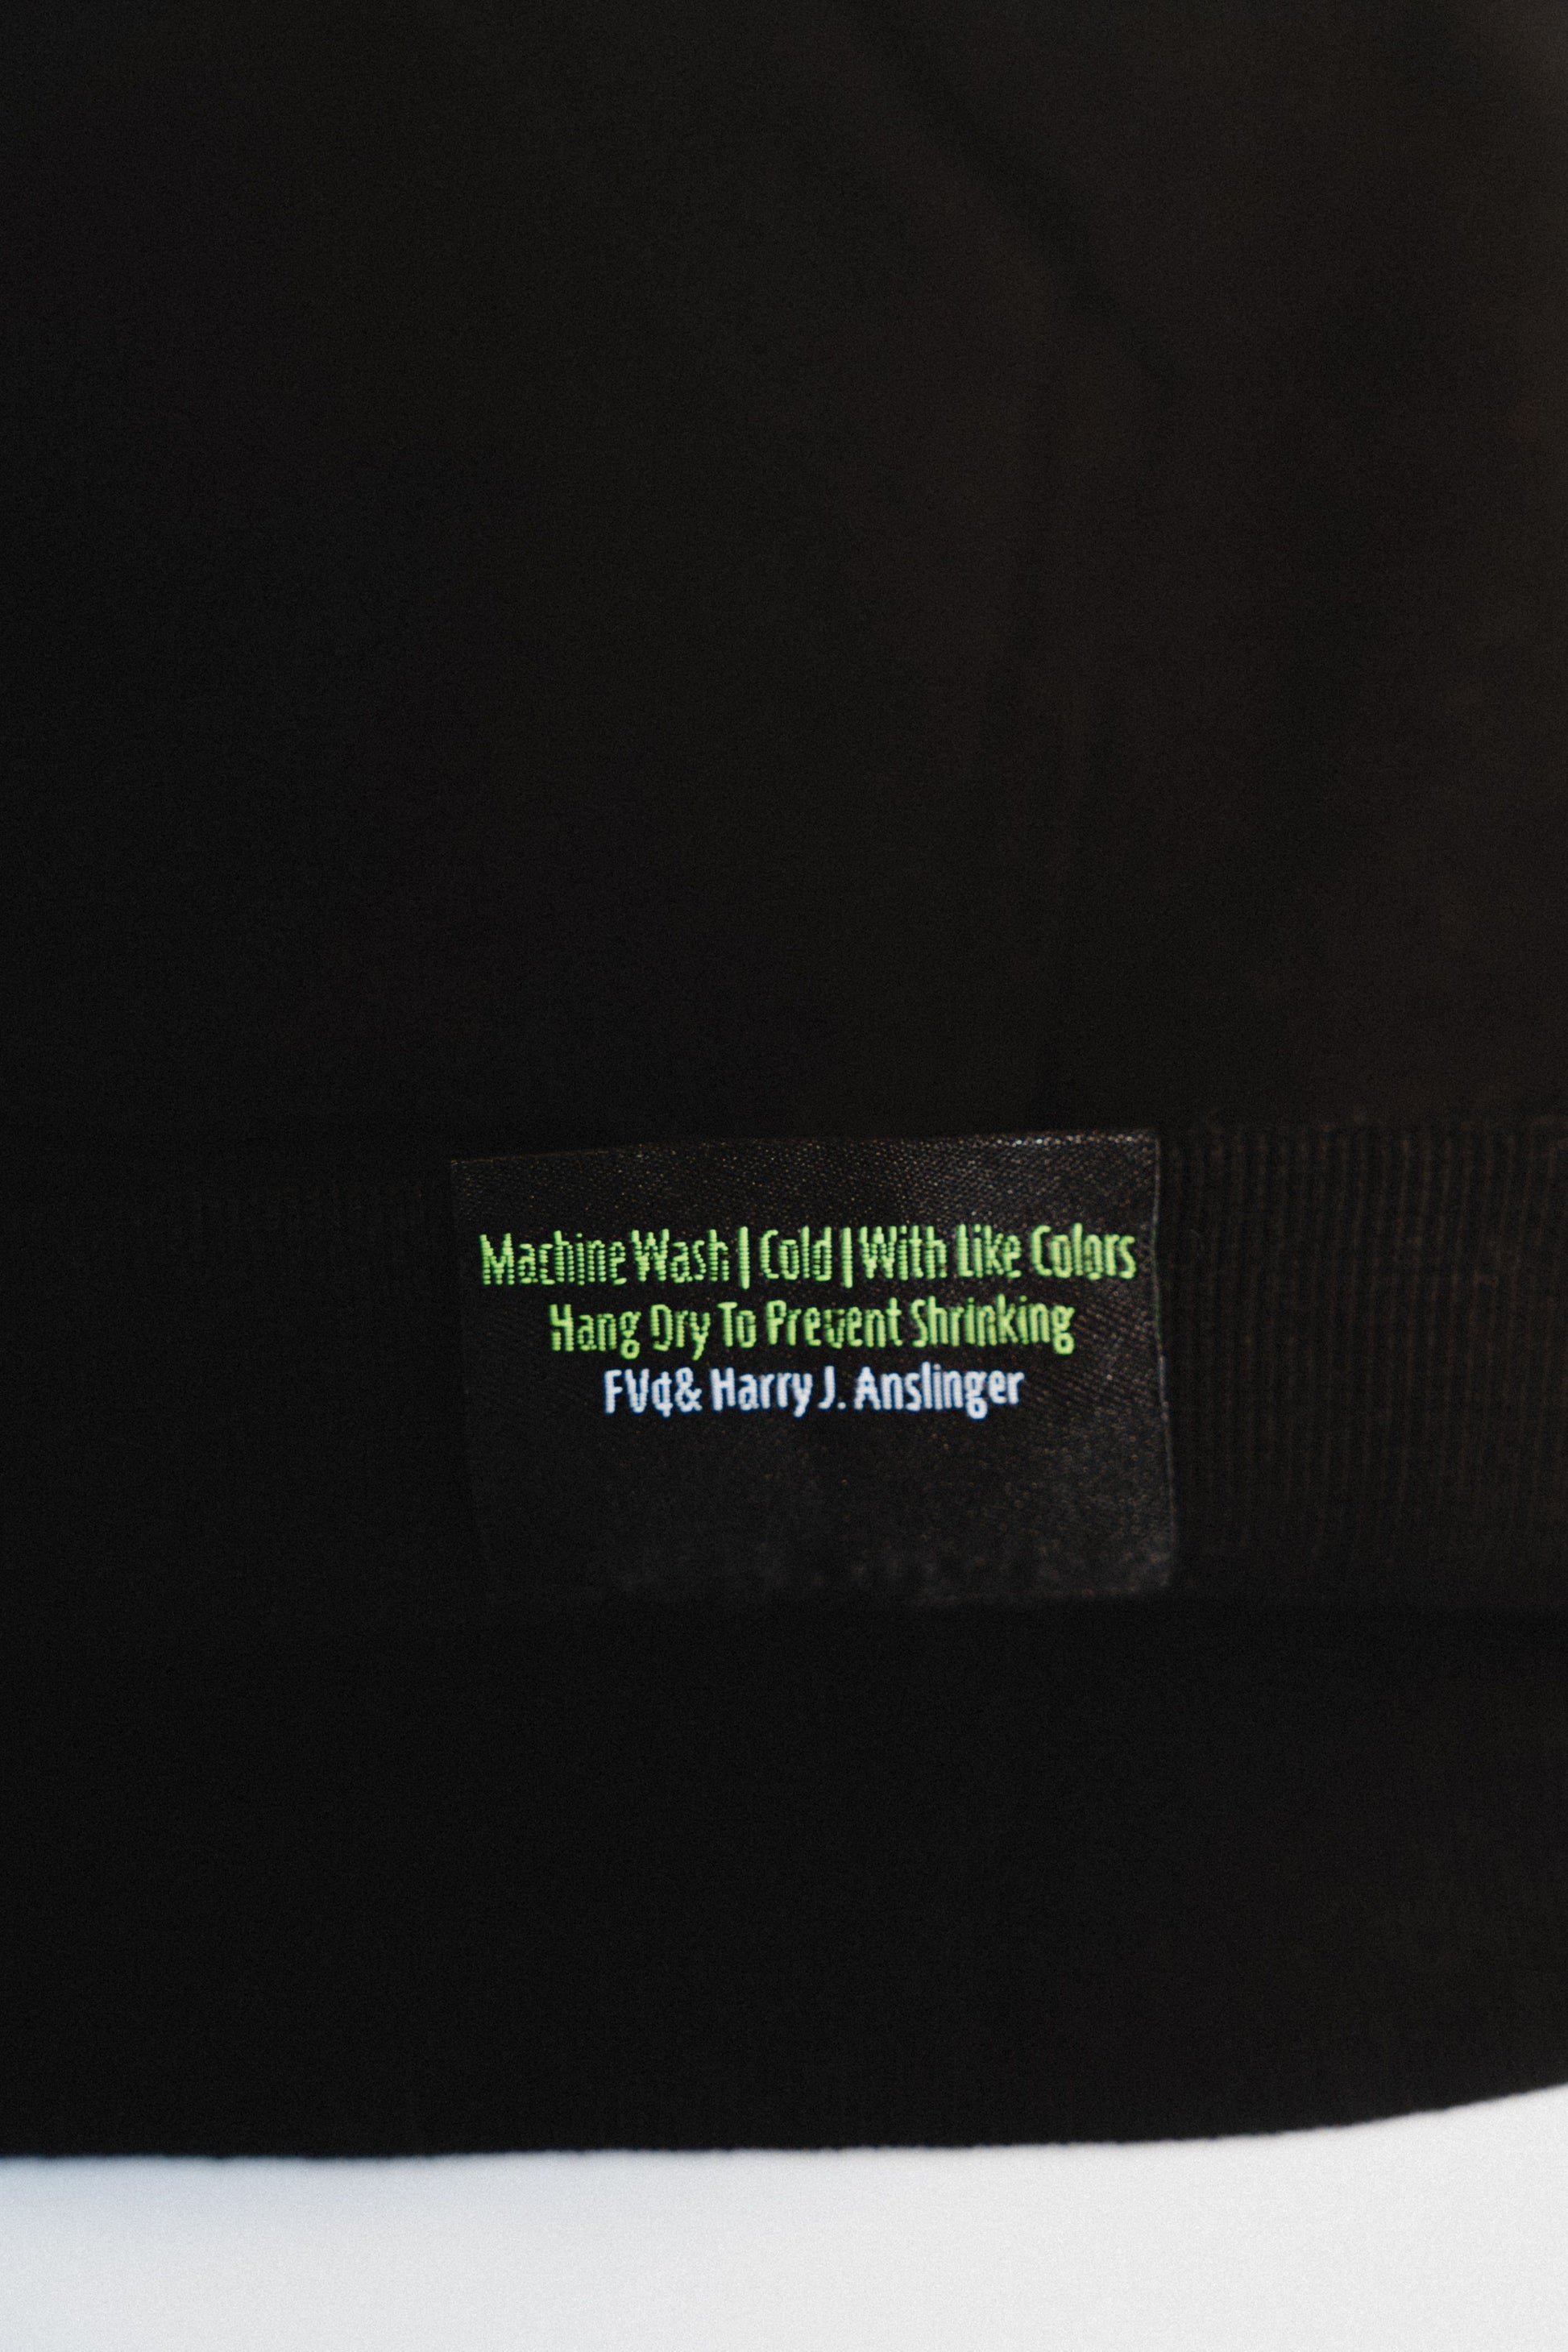 Machine Wash | Cold | With Like Colors
Hang Dry To Prevent Shrinking
FV¢& Harry J. Anslinger